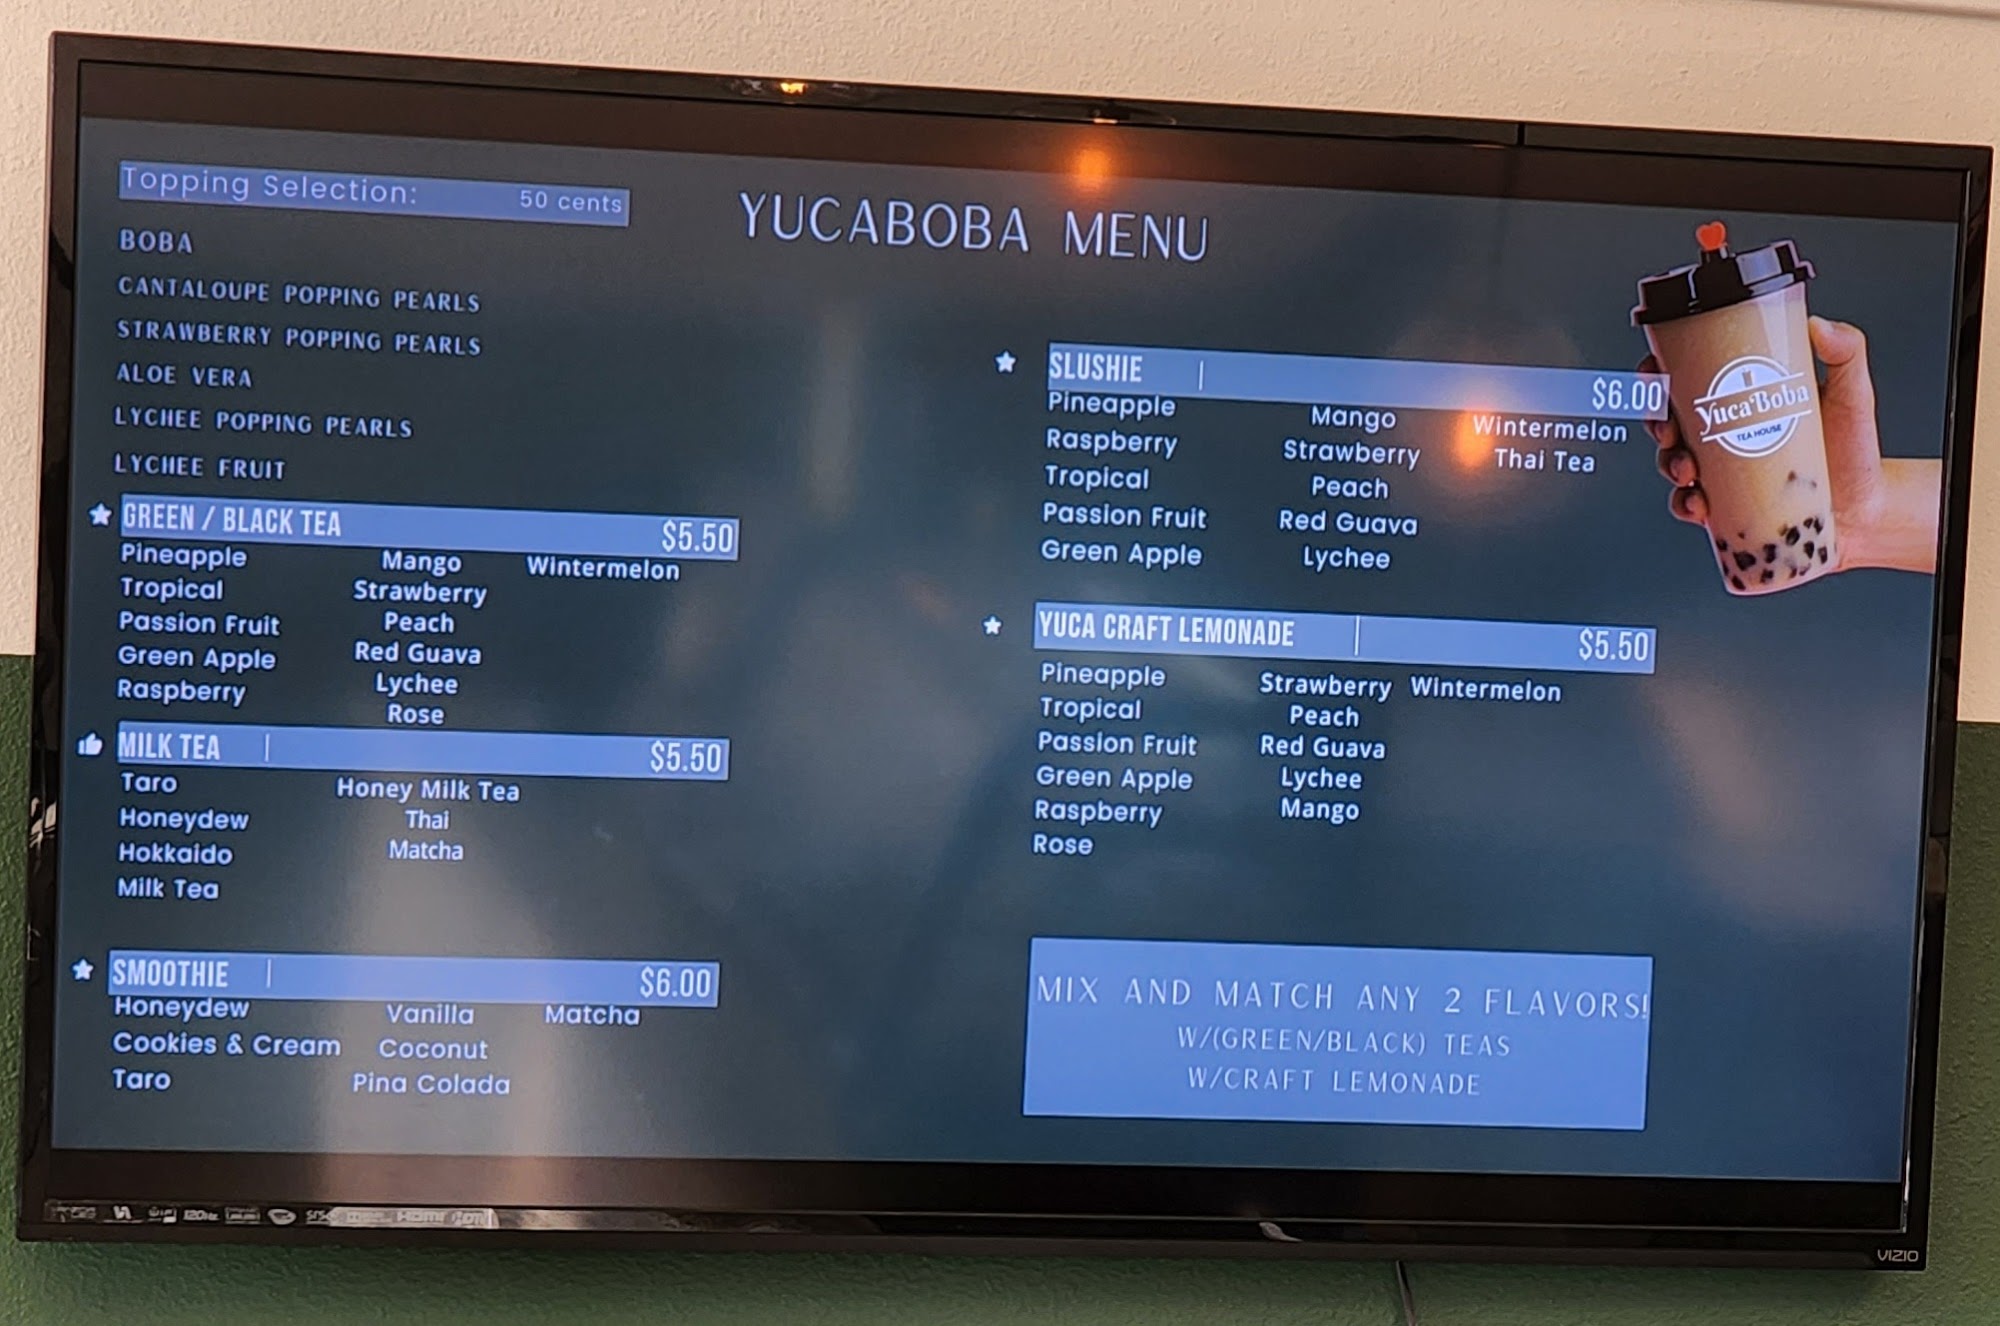 YUCABOBA MENU
Topping Selection: 50 cents
BOBA
CANTALOUPE POPPING PEARLS
STRAWBERRY POPPING PEARLS
ALOE VERA
LYCHEE POPPING PEARLS
LYCHEE FRUIT
GREEN / BLACK TEA $5.50
Pineapple Mango Wintermelon
Tropical Strawberry
Passion Fruit Peach
Green Apple Red Guava
Raspberry Lychee
Rose
MILK TEA | $5.50
Taro Honey Milk Tea
Honeydew Thai
Hokkaido Matcha
Milk Tea
SMOOTHIE | $6.00
Honeydew Vanilla Matcha
Cookies & Cream Coconut
Taro Pina Colada
SLUSHIE | $6.00
Pineapple Mango Wintermelon
Raspberry Strawberry Thai Tea
Tropical Peach
Passion Fruit Red Guava
Green Apple Lychee
Yuca Boba
TEA HOUSE
YUCA CRAFT LEMONADE | $5.50
Pineapple Strawberry Wintermelon
Tropical Peach
Passion Fruit Red Guava
Green Apple Lychee
Raspberry Mango
Rose
MIX AND MATCH ANY 2 FLAVORS!
W/(GREEN/BLACK) TEAS
W/CRAFT LEMONADE
VIZIO